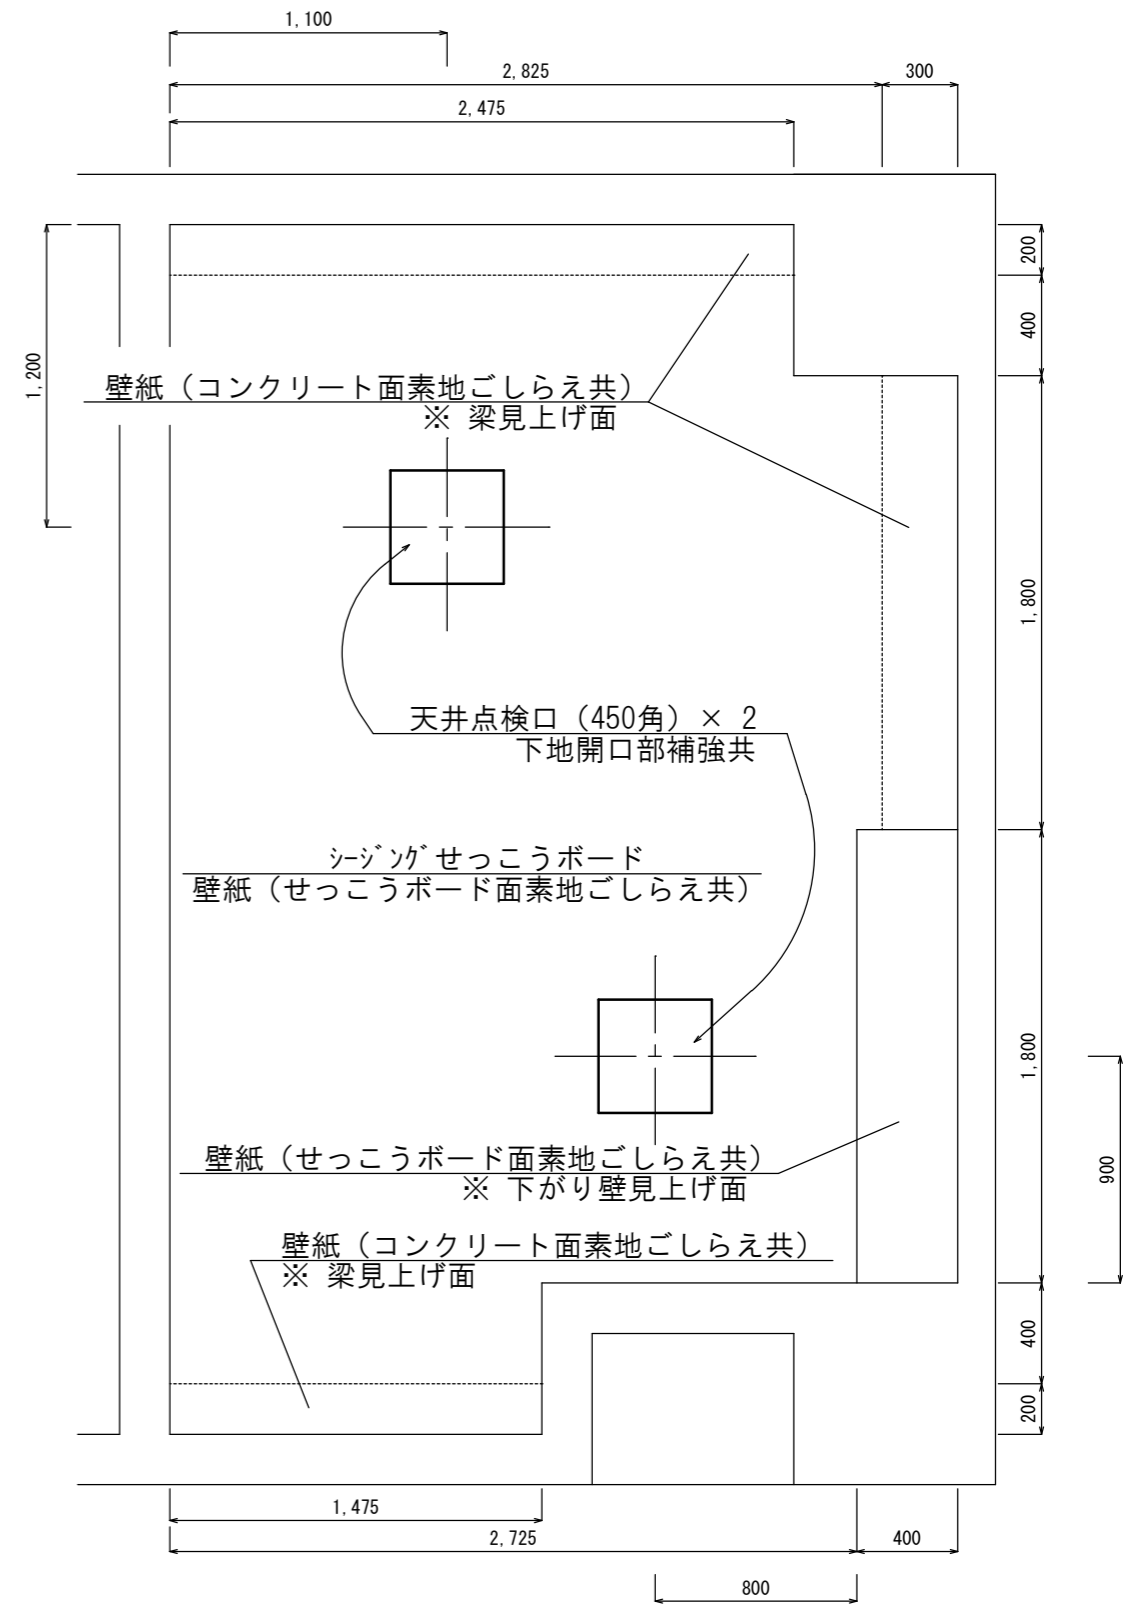 1,100
2,825
300
2,475
200
400
1,200
壁紙（コンクリート面素地ごしらえ共）
※ 梁見上げ面
1,800
天井点検口（450角）× 2
下地開口部補強共
ｼｰｼﾞﾝｸﾞせっこうボード
壁紙（せっこうボード面素地ごしらえ共）
1,800
900
壁紙（せっこうボード面素地ごしらえ共）
※ 下がり壁見上げ面
壁紙（コンクリート面素地ごしらえ共）
※ 梁見上げ面
400
200
1,475
2,725
400
800